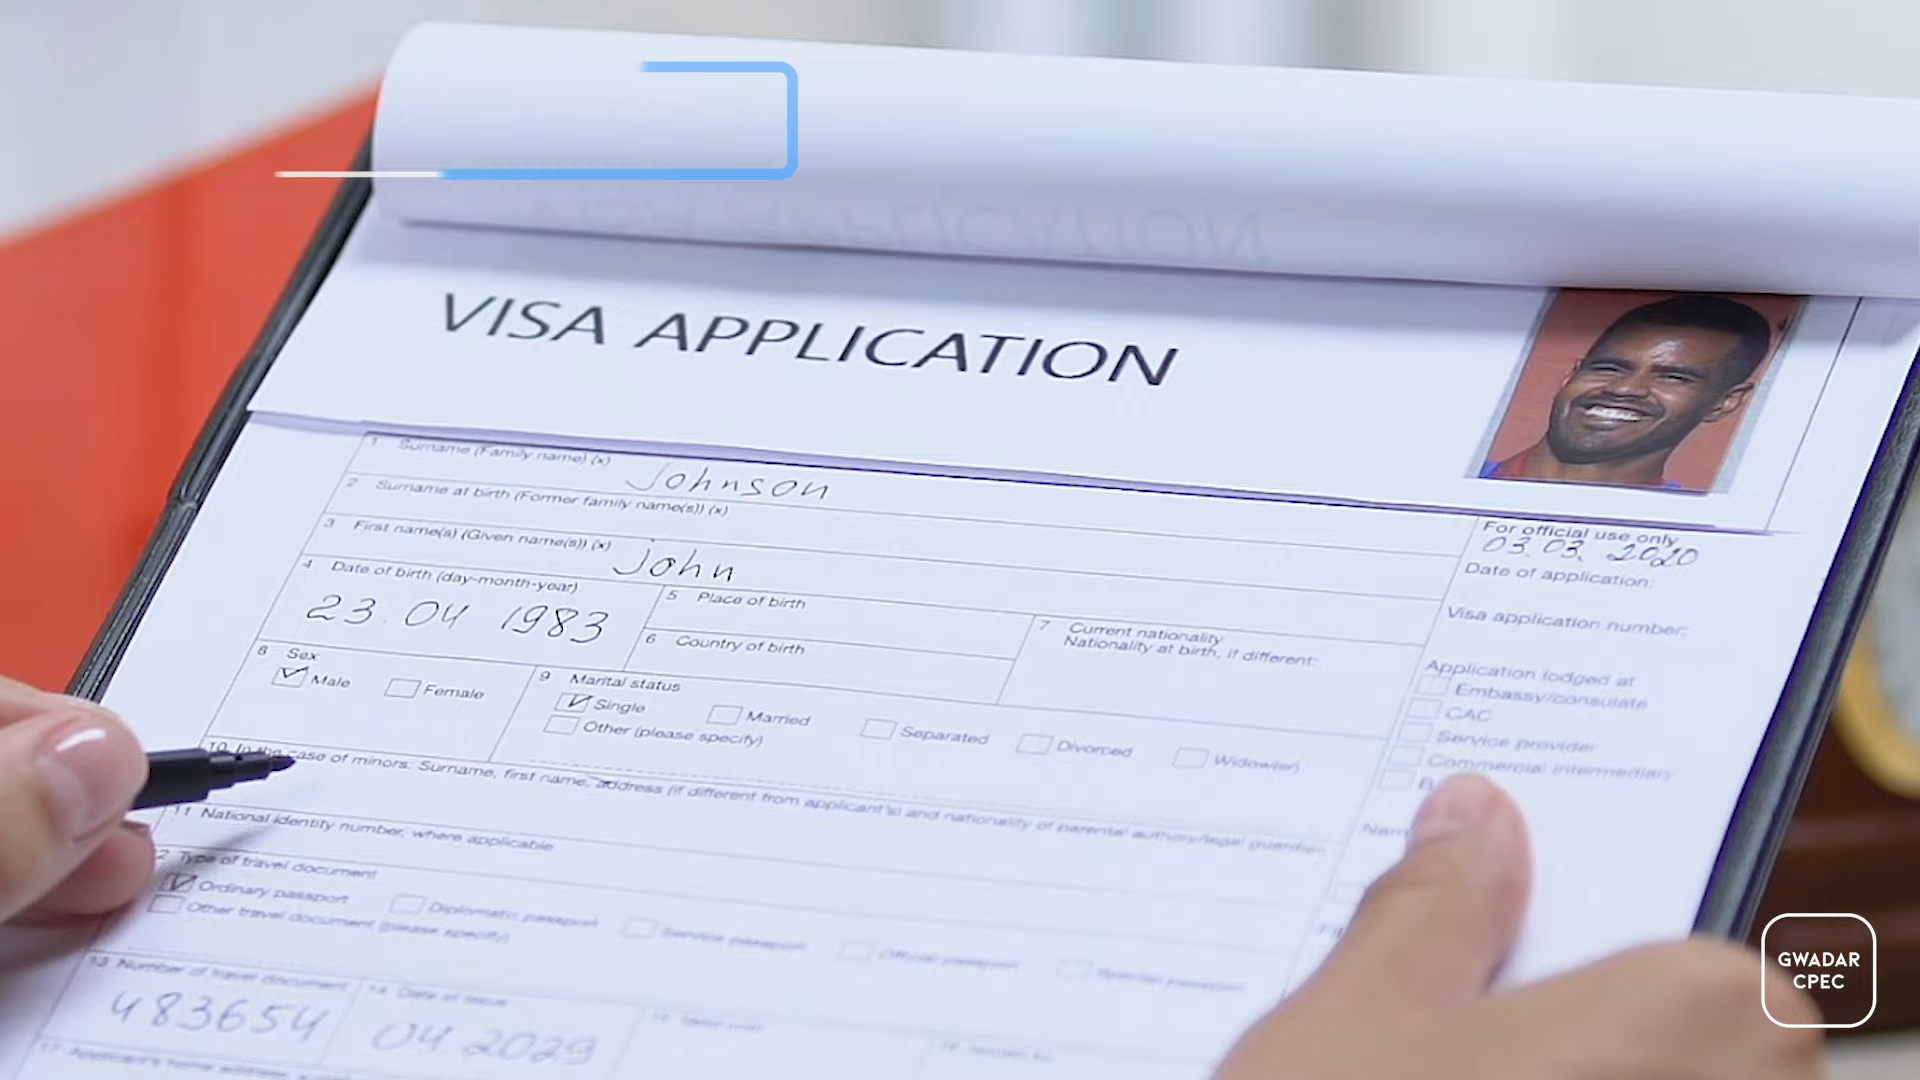 VISA APPLICATION
1 Surname (Family name) (x)
Johnson
2 Surname at birth (Former family name(s)) (x)
3 First name(s) (Given name(s)) (x)
John
4 Date of birth (day-month-year)
23.04 1983
5 Place of birth
6 Country of birth
7 Current nationality
Nationality at birth, if different:
8 Sex
Male Female
9 Marital status
Single Married Separated Divorced Widow(er)
Other (please specify)
10 In the case of minors: Surname, first name, address (if different from applicant's) and nationality of parental authory/legal guardian
11 National identity number, where applicable
2 Type of travel document
Ordinary passport Diplomatic passport Service passport Official passport Special passport
Other travel document (please specify)
13 Number of travel document
483654
14 Date of issue
04 2029
17 Applicant's home address
For official use only
03.03.2020
Date of application:
Visa application number:
Application lodged at
Embassy/consulate
CAC
Service provider
Commercial intermediary
GWADAR
CPEC